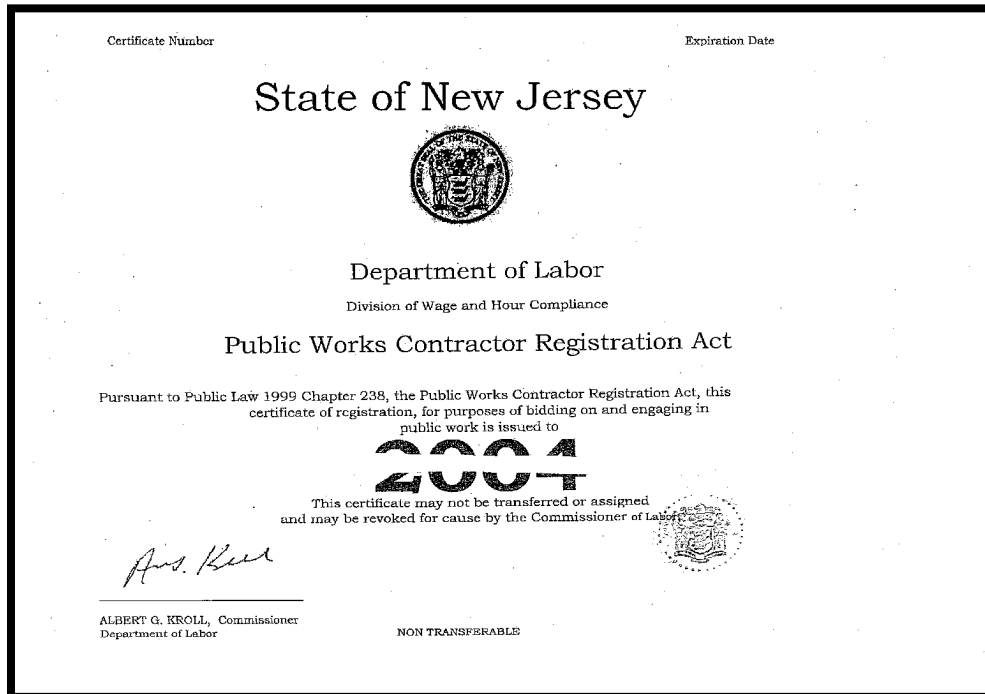 Certificate Number
Expiration Date
State of New Jersey
Department of Labor
Division of Wage and Hour Compliance
Public Works Contractor Registration Act
Pursuant to Public Law 1999 Chapter 238, the Public Works Contractor Registration Act, this
certificate of registration, for purposes of bidding on and engaging in
public work is issued to
2004
This certificate may not be transferred or assigned
and may be revoked for cause by the Commissioner of Labor.
ALBERT G. KROLL, Commissioner
Department of Labor
NON TRANSFERABLE